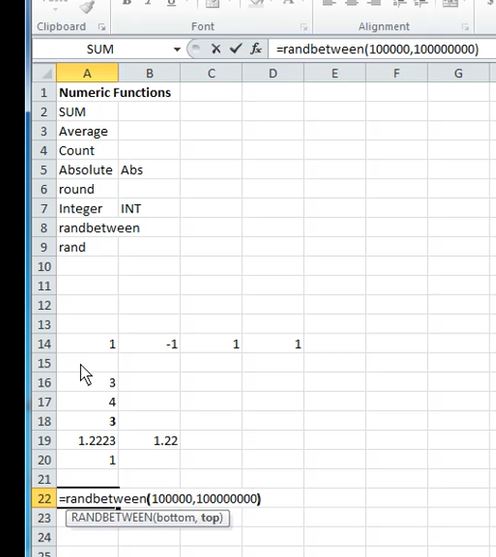 Clipboard Font Alignment
SUM =randbetween(100000,100000000)
A B C D E F G
1 Numeric Functions
2 SUM
3 Average
4 Count
5 Absolute Abs
6 round
7 Integer INT
8 randbetween
9 rand
10
11
12
13
14 1 -1 1 1
15
16 3
17 4
18 3
19 1.2223 1.22
20 1
21
22 =randbetween(100000,100000000)
23 RANDBETWEEN(bottom, top)
24
25